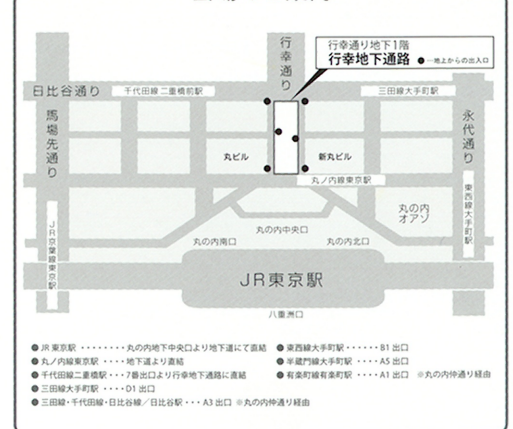 行幸通り地下1階
行幸地下通路 ●…地上からの出入口
行幸通り
日比谷通り
千代田線 二重橋前駅
三田線大手町駅
馬場先通り
永代通り
丸ビル
新丸ビル
丸ノ内線東京駅
東西線大手町駅
丸の内
オアゾ
丸の内中央口
丸の内南口
丸の内北口
JR京葉線東京駅
JR東京駅
八重洲口
●JR東京駅 ・・・・・・・・丸の内地下中央口より地下道にて直結
●丸ノ内線東京駅 ・・・・地下道より直結
●千代田線二重橋駅・・・7番出口より行幸地下通路に直結
●三田線大手町駅 ・・・・D1出口
●三田線・千代田線・日比谷線／日比谷駅・・・A3出口 ※丸の内仲通り経由
●東西線大手町駅・・・・・・B1出口
●半蔵門線大手町駅・・・・A5出口
●有楽町線有楽町駅・・・・A1出口 ※丸の内仲通り経由